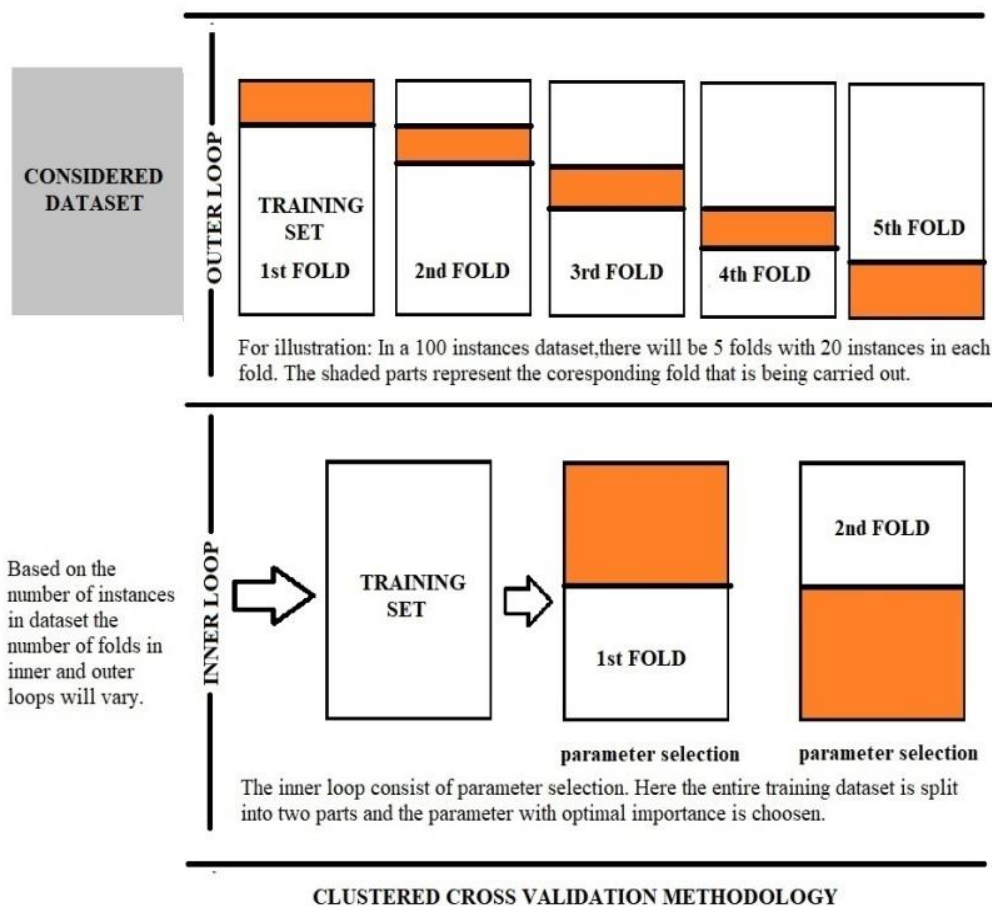 CONSIDERED
DATASET
OUTER LOOP
TRAINING
SET
1st FOLD
2nd FOLD
3rd FOLD
4th FOLD
5th FOLD
For illustration: In a 100 instances dataset,there will be 5 folds with 20 instances in each
fold. The shaded parts represent the coresponding fold that is being carried out.
Based on the
number of instances
in dataset the
number of folds in
inner and outer
loops will vary.
INNER LOOP
TRAINING
SET
1st FOLD
2nd FOLD
parameter selection
parameter selection
The inner loop consist of parameter selection. Here the entire training dataset is split
into two parts and the parameter with optimal importance is choosen.
CLUSTERED CROSS VALIDATION METHODOLOGY